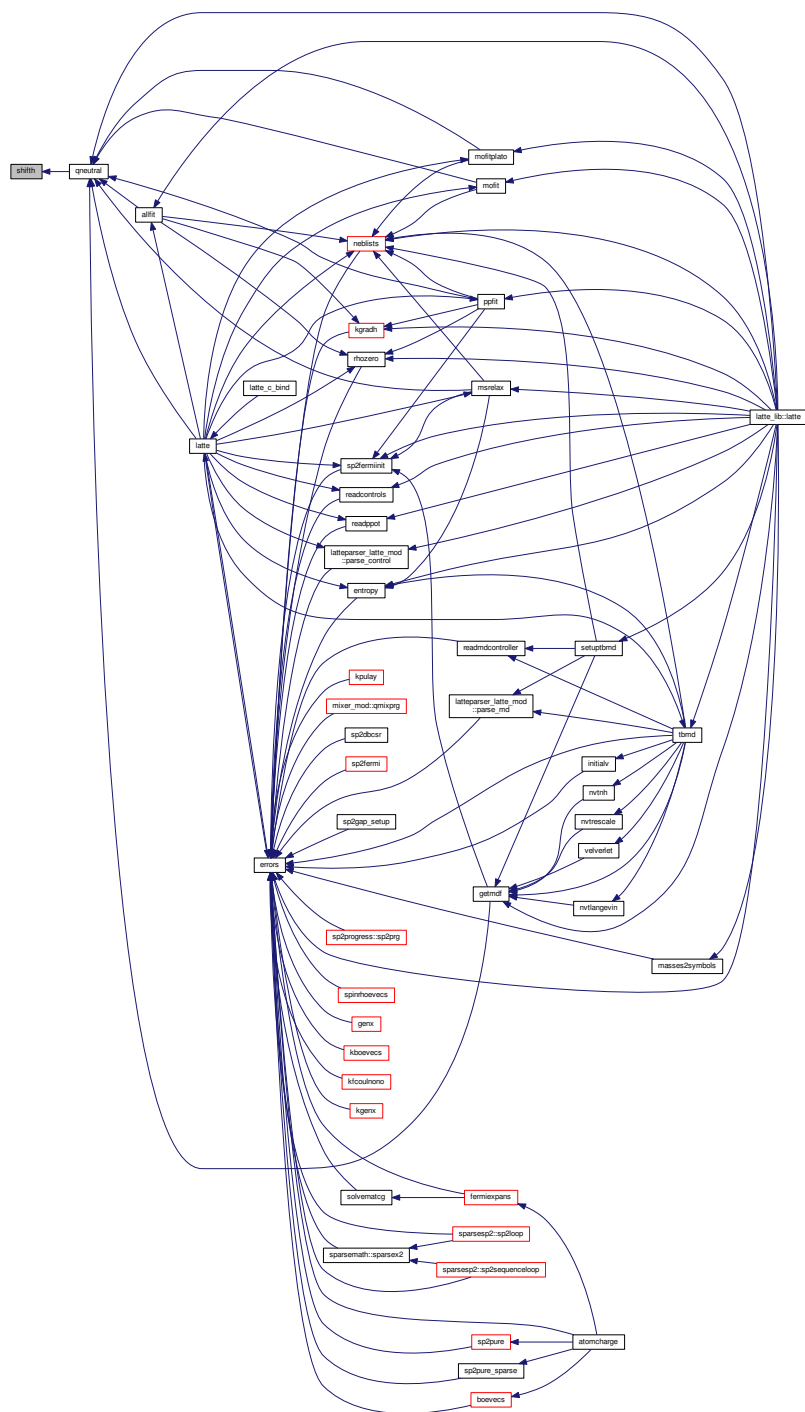 mofitplato
shifth
qneutral
mofit
allfit
neblists
ppfit
kgradh
rhozero
latte_c_bind
msrelax
latte_lib::latte
latte
sp2fermiinit
readcontrols
readppot
latteparser_latte_mod
::parse_control
entropy
readmdcontroller
setuptbmd
kpulay
latteparser_latte_mod
::parse_md
mixer_mod::qmixprg
sp2dbcsr
tbmd
initialv
sp2fermi
nvtnh
sp2gap_setup
nvtrescale
velverlet
errors
getmdf
nvtlangevin
sp2progress::sp2prg
masses2symbols
spinrhoevecs
genx
kboevecs
kfcoulnono
kgenx
solvematcg
fermiexpans
sparsesp2::sp2loop
sparsemath::sparsex2
sparsesp2::sp2sequenceloop
sp2pure
atomcharge
sp2pure_sparse
boevecs